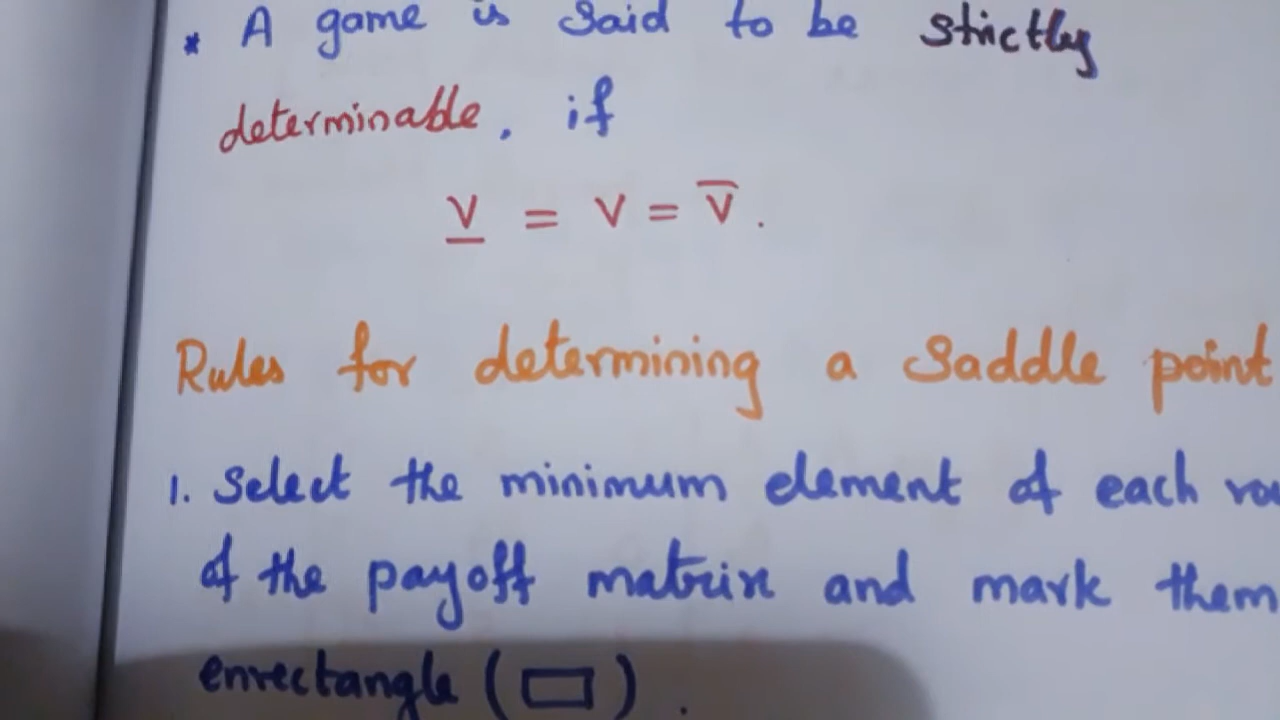 * A game is said to be strictly
determinable, if
V̲ = V = V̅.
Rules for determining a saddle point
1. Select the minimum element of each
of the payoff matrix and mark them
enrectangle (▭).